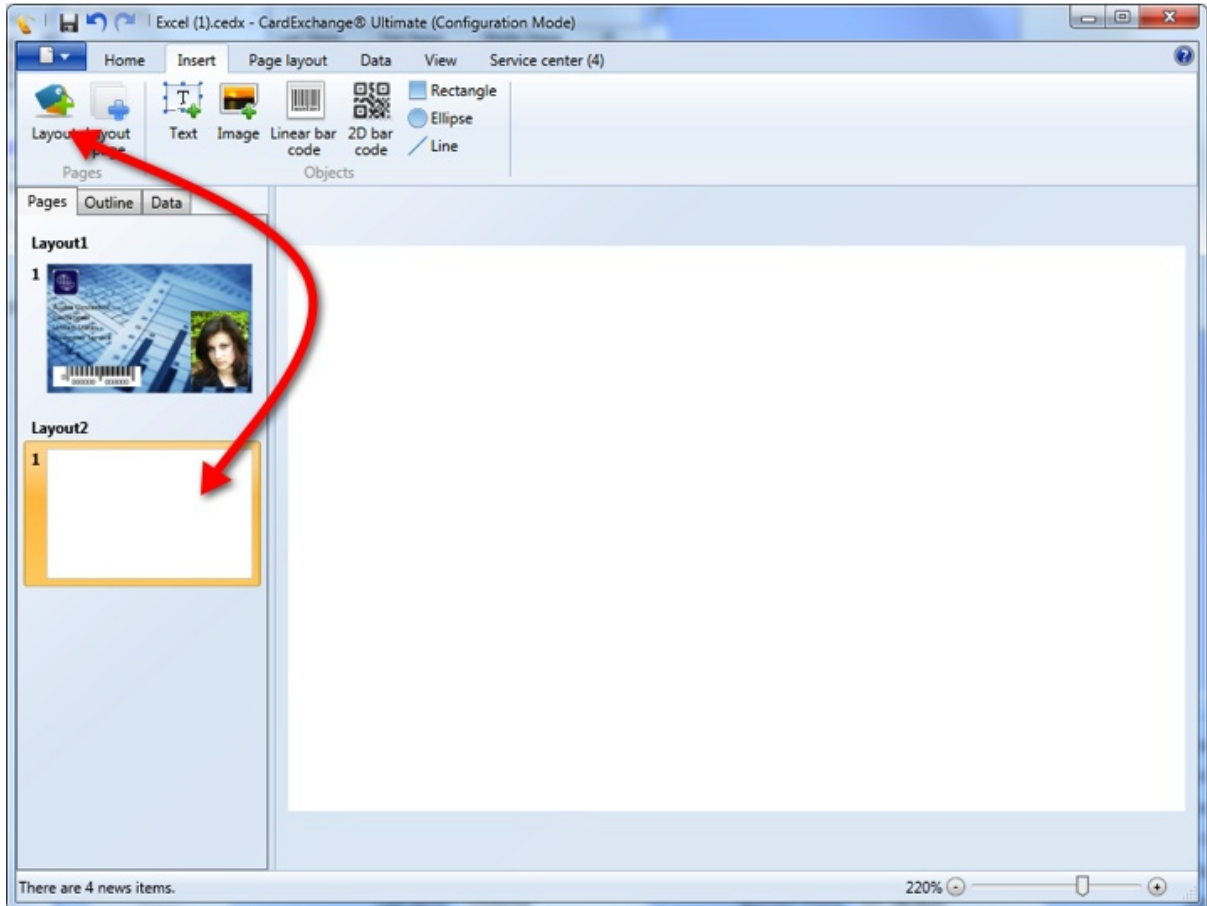 Excel (1).cedx - CardExchange® Ultimate (Configuration Mode)
Home Insert Page layout Data View Service center (4)
Layout Layout page
Text
Image
Linear bar code
2D bar code
Rectangle
Ellipse
Line
Pages
Objects
Pages Outline Data
Layout1
1
Layout2
1
There are 4 news items.
220%